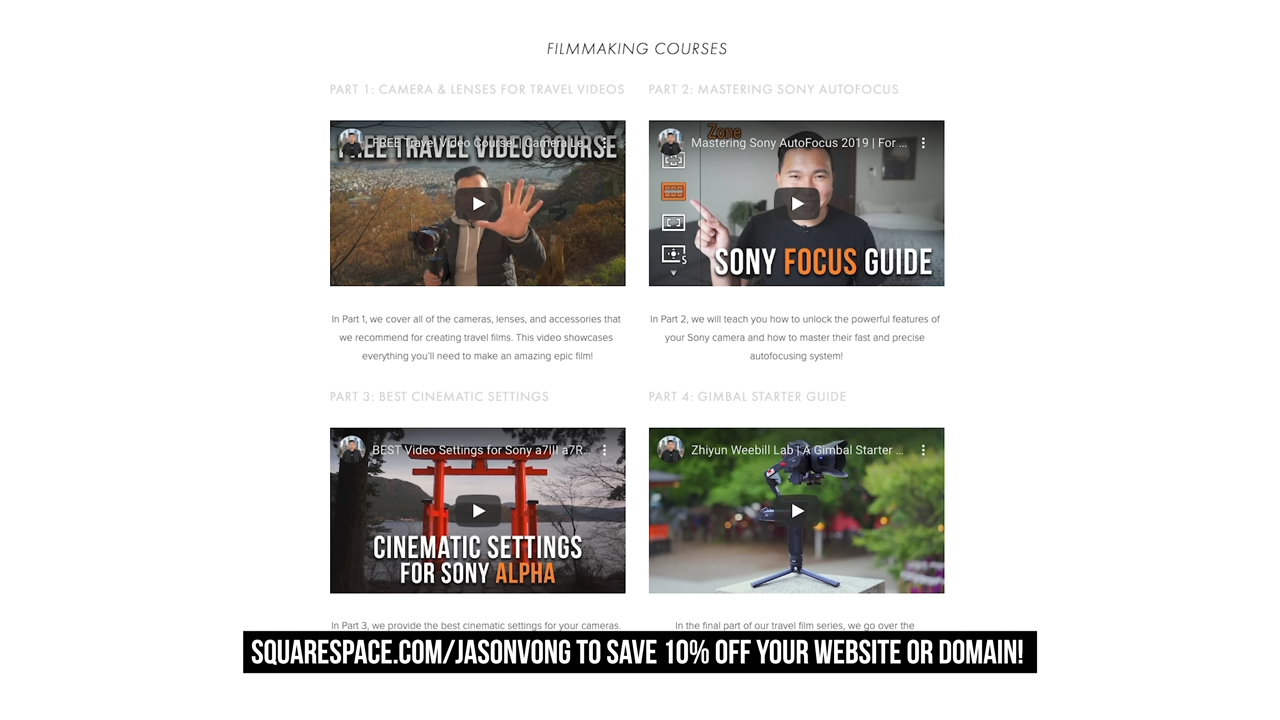 FILMMAKING COURSES
PART 1: CAMERA & LENSES FOR TRAVEL VIDEOS
FREE Travel Video Course! | Camera Le...
FREE TRAVEL VIDEO COURSE
In Part 1, we cover all of the cameras, lenses, and accessories that
we recommend for creating travel films. This video showcases
everything you'll need to make an amazing epic film!
PART 2: MASTERING SONY AUTOFOCUS
Zone
Mastering Sony AutoFocus 2019 | For ...
S
SONY FOCUS GUIDE
In Part 2, we will teach you how to unlock the powerful features of
your Sony camera and how to master their fast and precise
autofocusing system!
PART 3: BEST CINEMATIC SETTINGS
BEST Video Settings for Sony a7III a7R...
CINEMATIC SETTINGS
FOR SONY ALPHA
In Part 3, we provide the best cinematic settings for your cameras.
PART 4: GIMBAL STARTER GUIDE
Zhiyun Weebill Lab | A Gimbal Starter ...
In the final part of our travel film series, we go over the
SQUARESPACE.COM/JASONVONG TO SAVE 10% OFF YOUR WEBSITE OR DOMAIN!